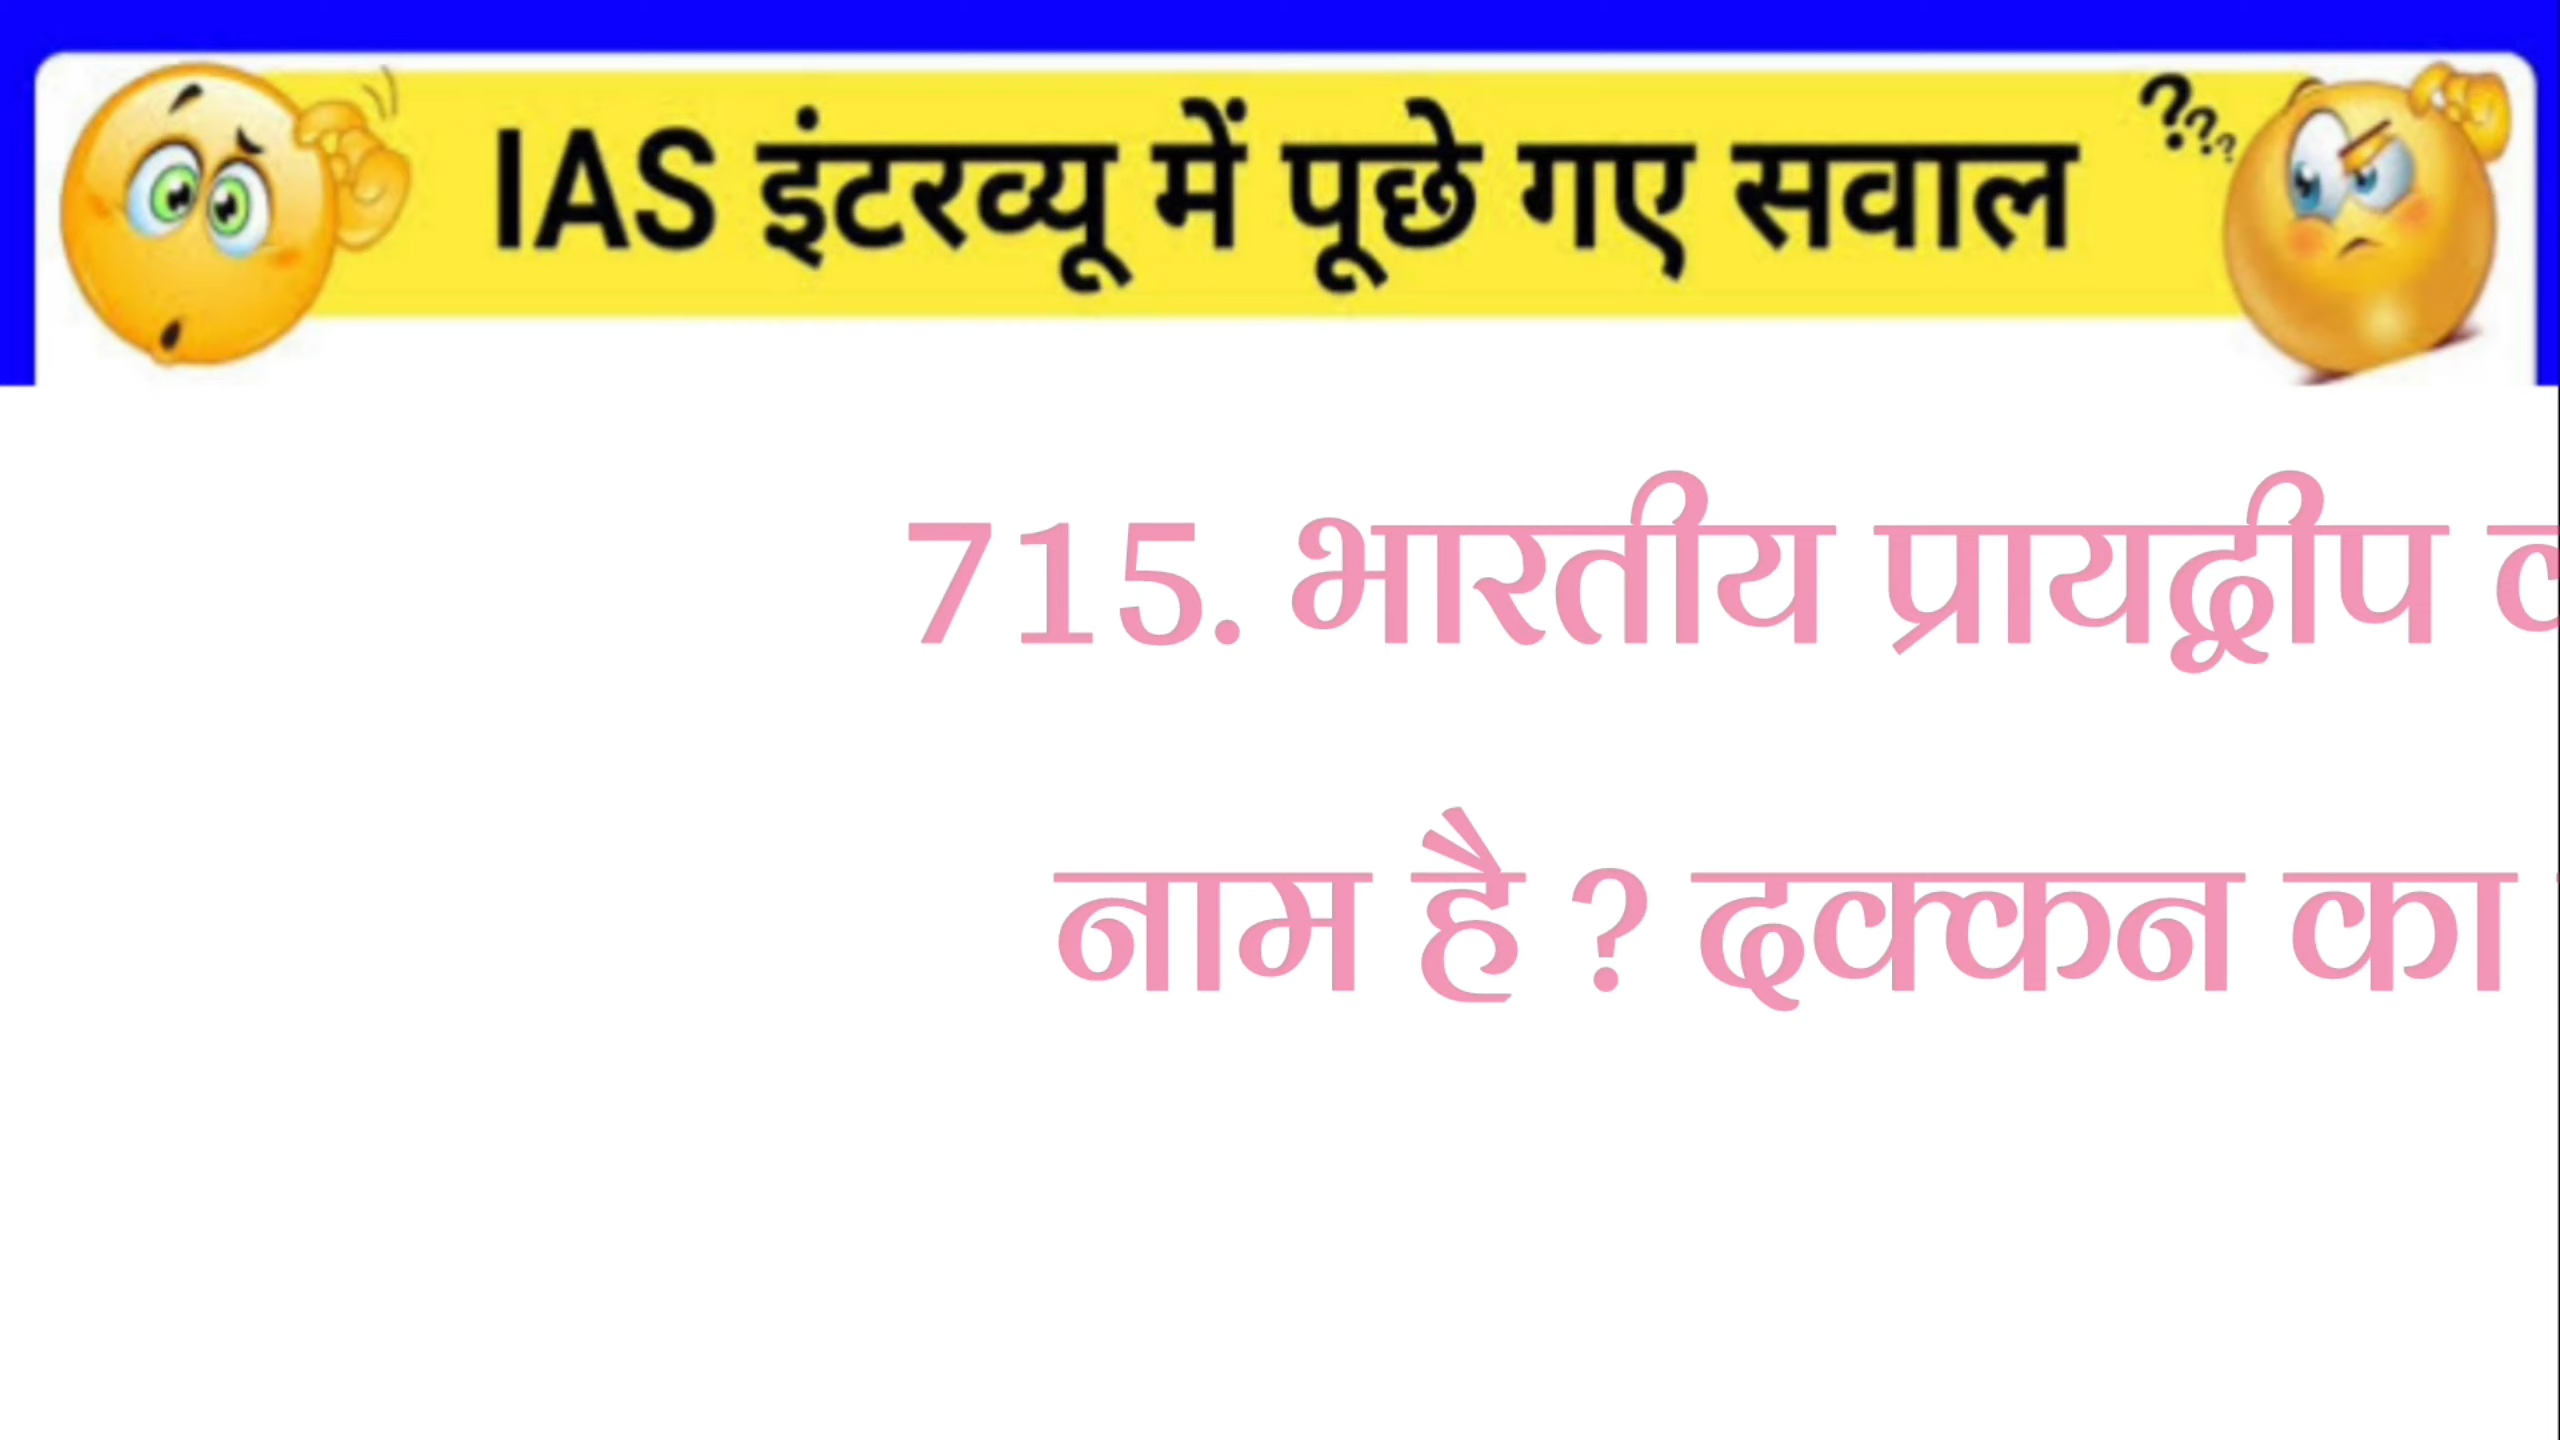 IAS इंटरव्यू में पूछे गए सवाल
???
715. भारतीय प्रायद्वीप
नाम है ? दक्कन का